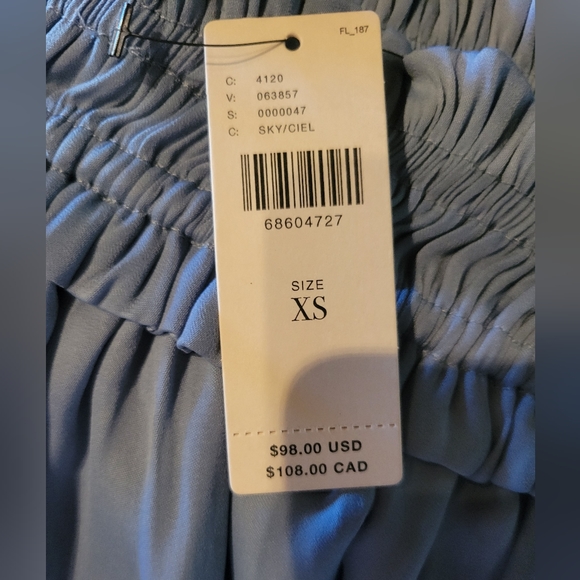 FL_187
C: 4120
V: 063857
S: 0000047
C: SKY/CIEL
68604727
SIZE
XS
$98.00 USD
$108.00 CAD